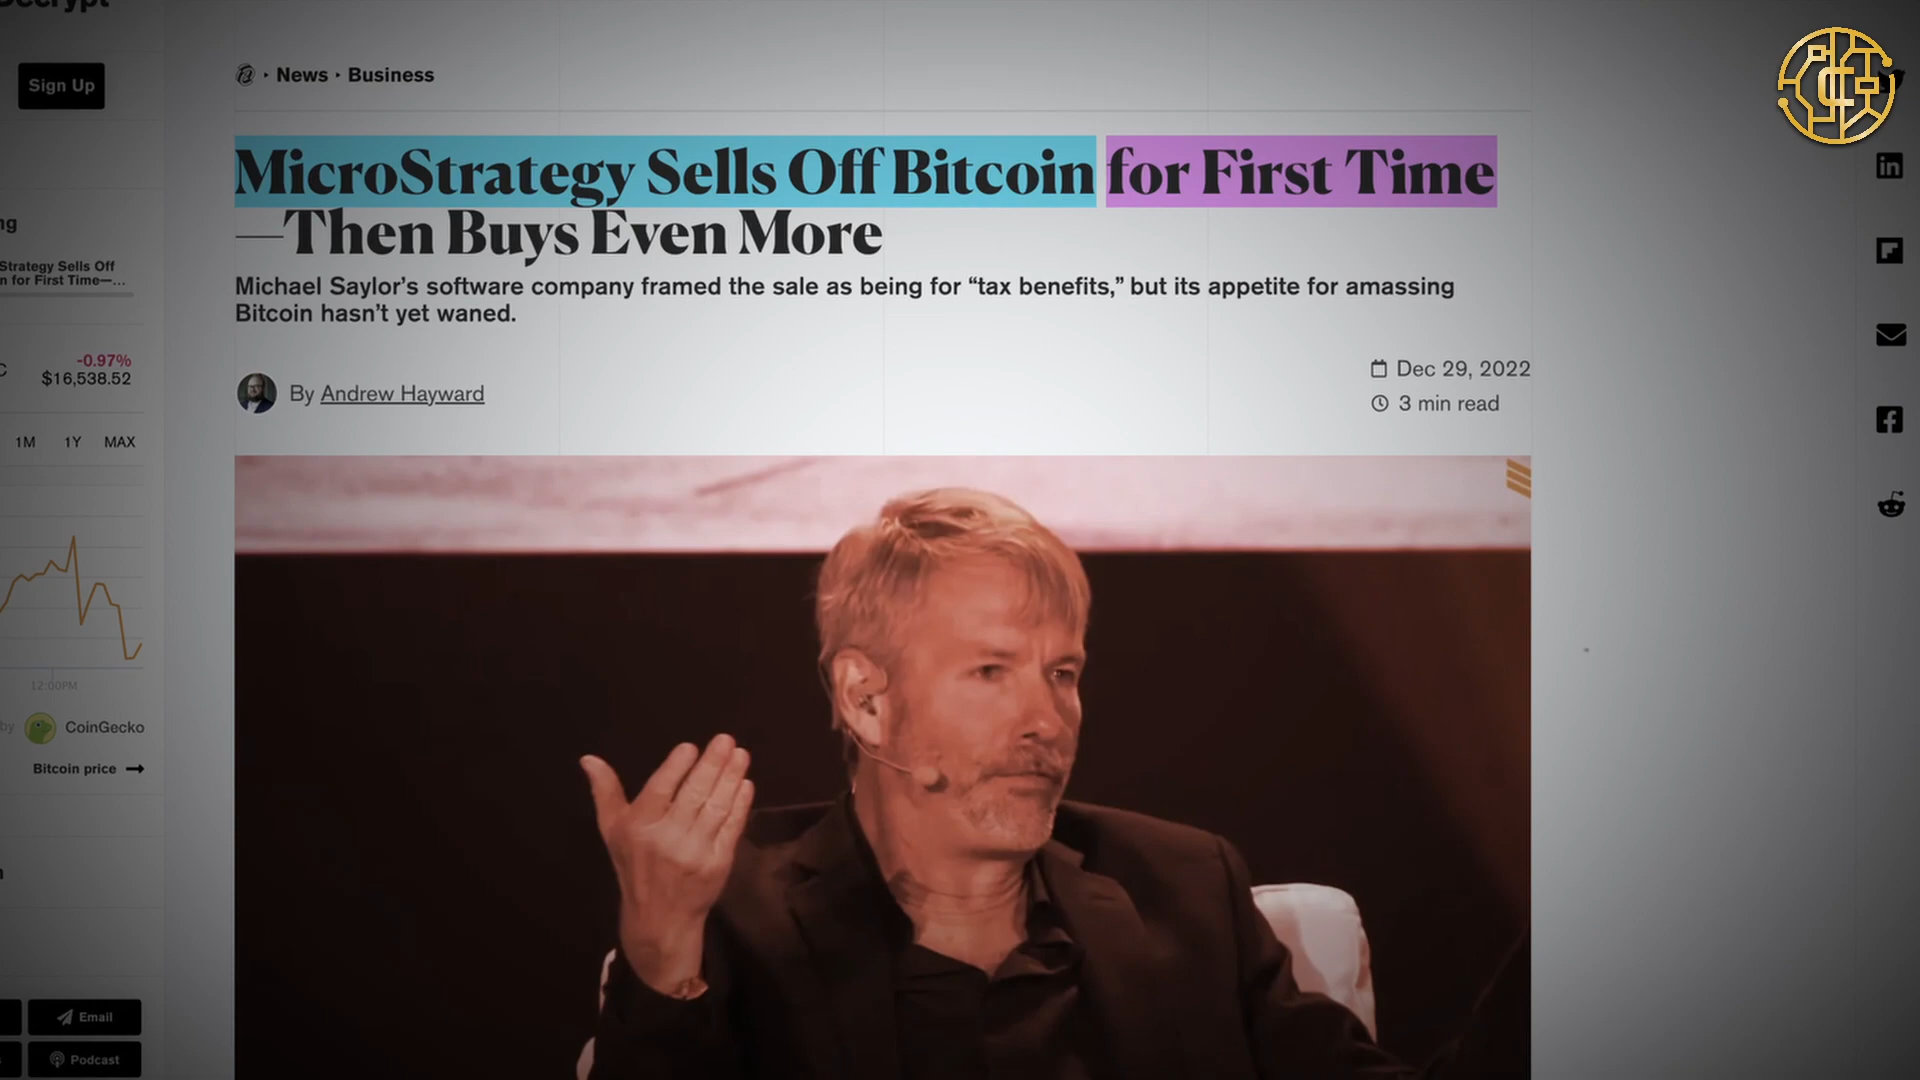 Decrypt
Sign Up
News
Business
MicroStrategy Sells Off Bitcoin for First Time
—Then Buys Even More
Michael Saylor’s software company framed the sale as being for “tax benefits,” but its appetite for amassing
Bitcoin hasn’t yet waned.
By Andrew Hayward
Dec 29, 2022
3 min read
Strategy Sells Off
n for First Time—...
-0.97%
$16,538.52
1M 1Y MAX
12:00PM
by CoinGecko
Bitcoin price
Email
Podcast